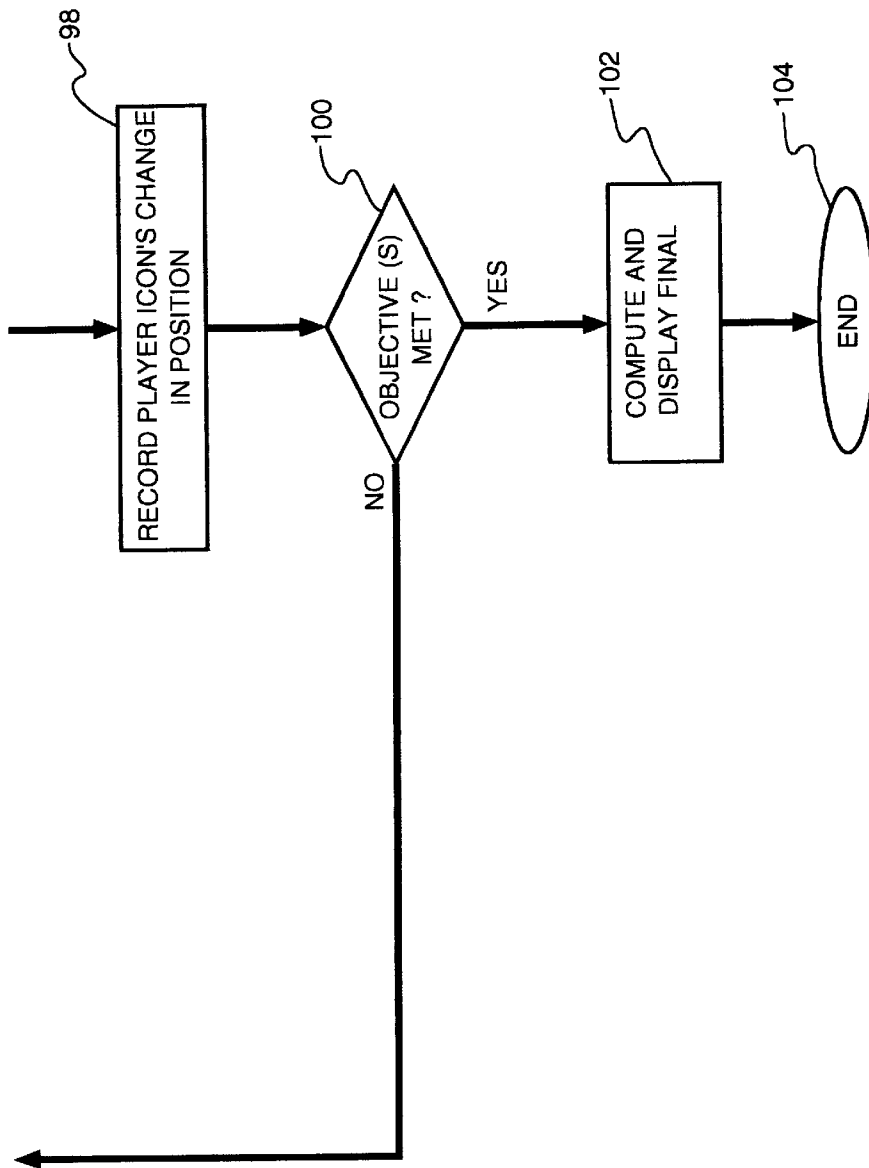 98
RECORD PLAYER ICON'S CHANGE
IN POSITION
100
OBJECTIVE (S)
MET ?
NO
YES
102
COMPUTE AND
DISPLAY FINAL
104
END